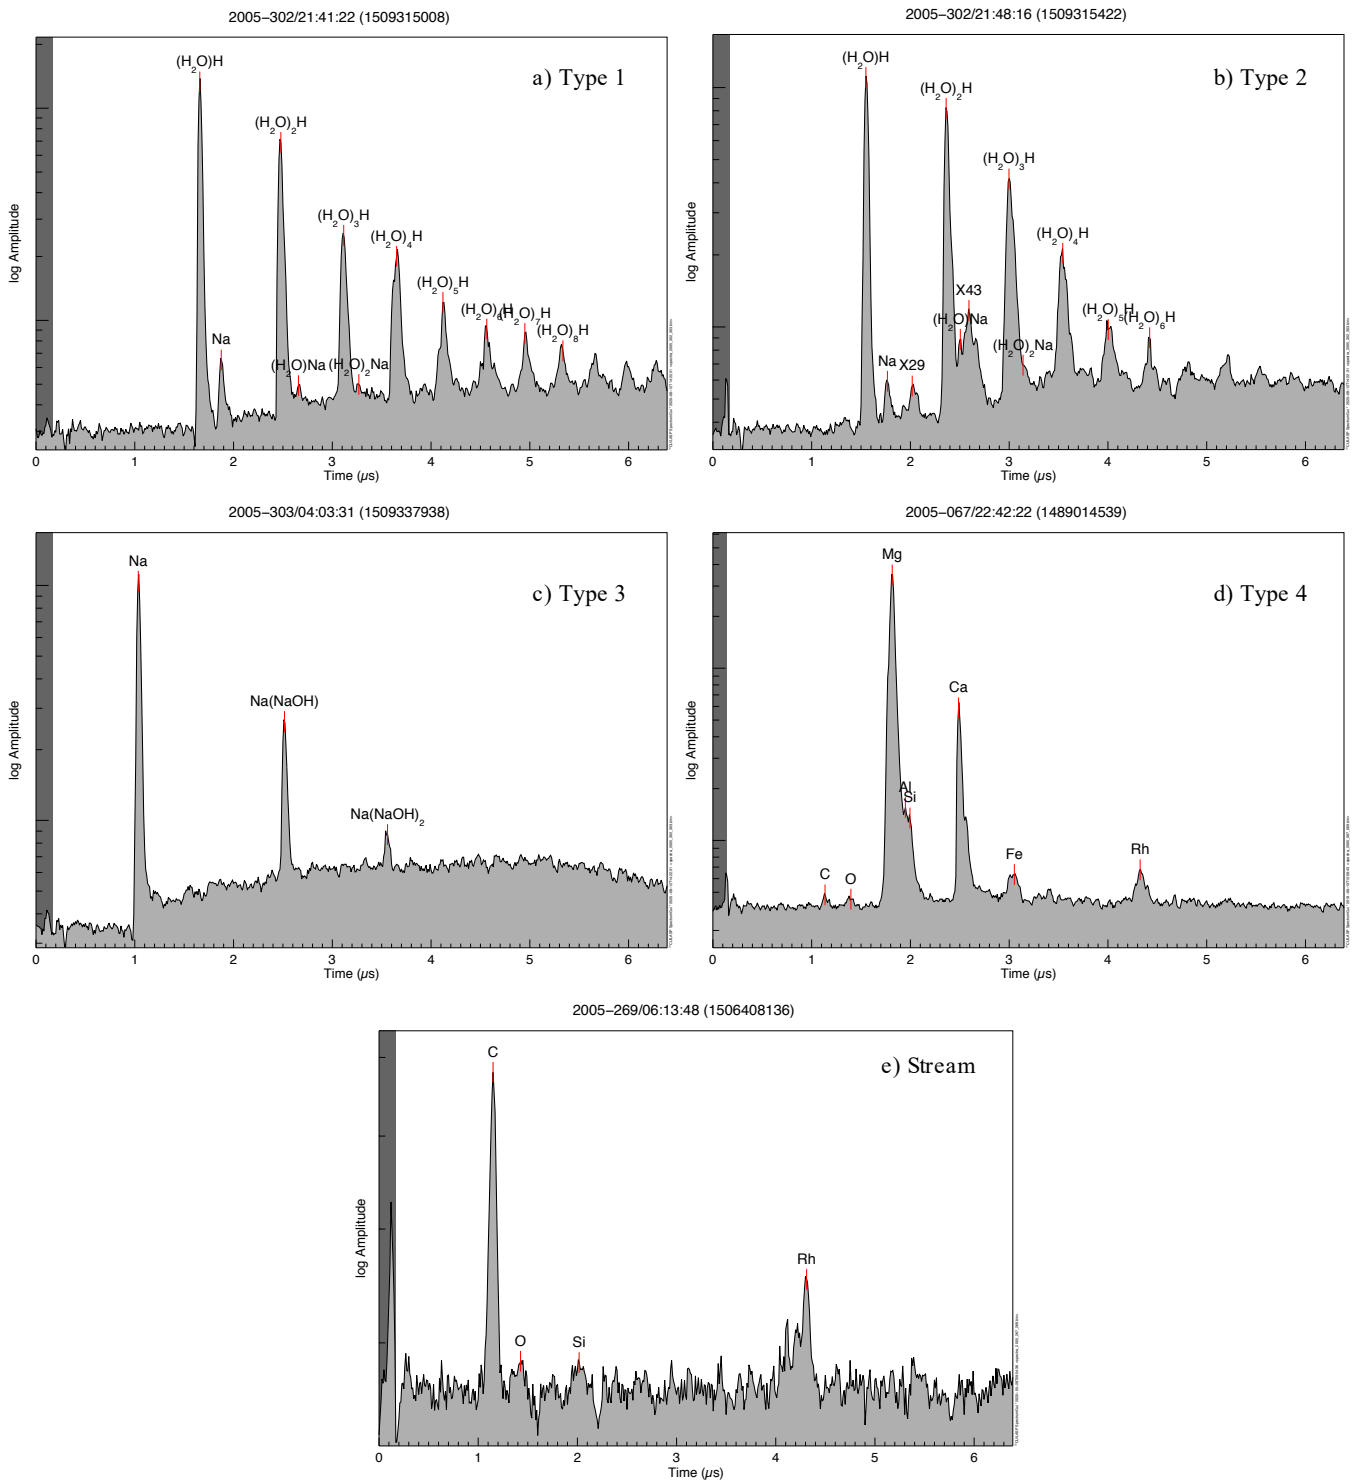 2005–302/21:41:22 (1509315008)
a) Type 1
(H2O)H
(H2O)2H
(H2O)3H
(H2O)4H
(H2O)5H
(H2O)6H
(H2O)7H
(H2O)8H
Na
(H2O)Na
(H2O)2Na
log Amplitude
0 1 2 3 4 5 6
Time (µs)
2005–302/21:48:16 (1509315422)
b) Type 2
(H2O)H
(H2O)2H
(H2O)3H
(H2O)4H
(H2O)5H
(H2O)6H
X43
(H2O)Na
(H2O)2Na
Na
X29
log Amplitude
0 1 2 3 4 5 6
Time (µs)
2005–303/04:03:31 (1509337938)
c) Type 3
Na
Na(NaOH)
Na(NaOH)2
log Amplitude
0 1 2 3 4 5 6
Time (µs)
2005–067/22:42:22 (1489014539)
d) Type 4
Mg
Ca
Al
Si
C
O
Fe
Rh
log Amplitude
0 1 2 3 4 5 6
Time (µs)
2005–269/06:13:48 (1506408136)
e) Stream
C
O
Si
Rh
log Amplitude
0 1 2 3 4 5 6
Time (µs)